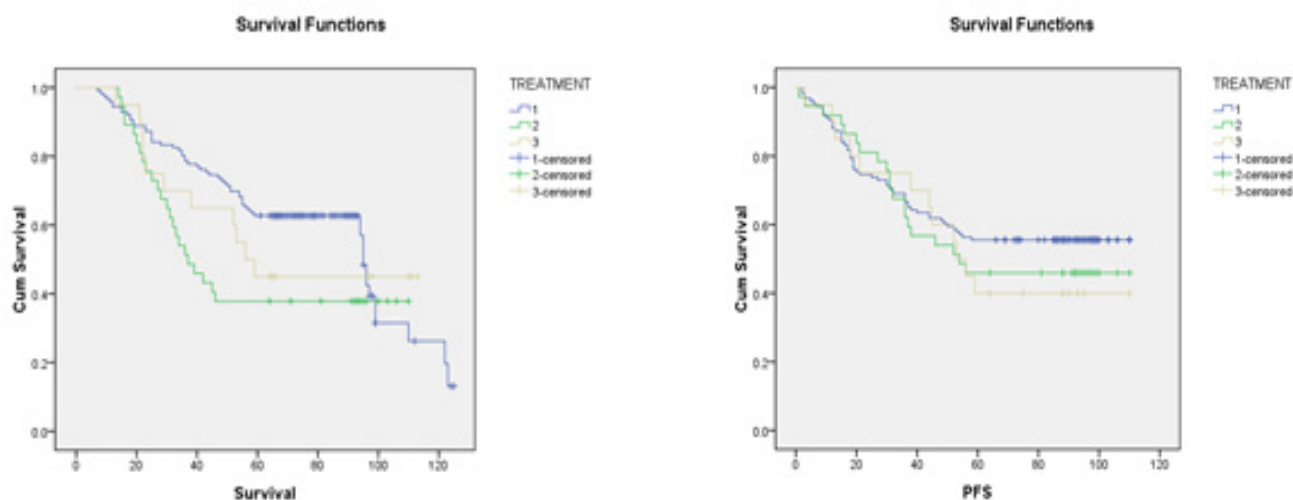 Survival Functions
Cum Survival
1.0
0.8
0.6
0.4
0.2
0.0
0 20 40 60 80 100 120
Survival
TREATMENT
1
2
3
1-censored
2-censored
3-censored
Survival Functions
Cum Survival
1.0
0.8
0.6
0.4
0.2
0.0
0 20 40 60 80 100 120
PFS
TREATMENT
1
2
3
1-censored
2-censored
3-censored